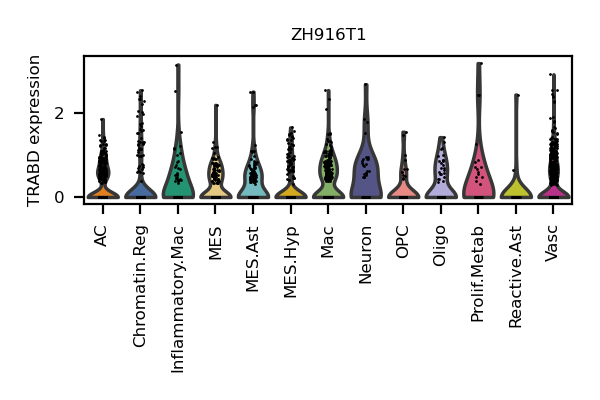 ZH916T1
TRABD expression
2
0
AC
Chromatin.Reg
Inflammatory.Mac
MES
MES.Ast
MES.Hyp
Mac
Neuron
OPC
Oligo
Prolif.Metab
Reactive.Ast
Vasc